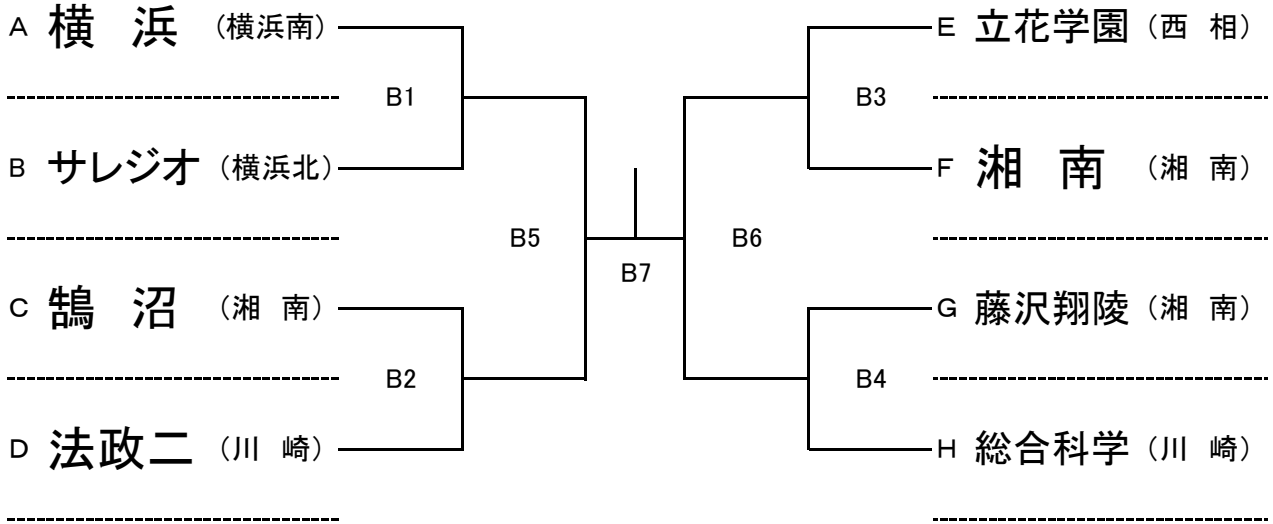 A 横 浜 (横浜南)
B1
B サレジオ (横浜北)
B5
C 鵠 沼 (湘 南)
B2
D 法政二 (川 崎)
B7
E 立花学園 (西 相)
B3
F 湘 南 (湘 南)
B6
G 藤沢翔陵 (湘 南)
B4
H 総合科学 (川 崎)